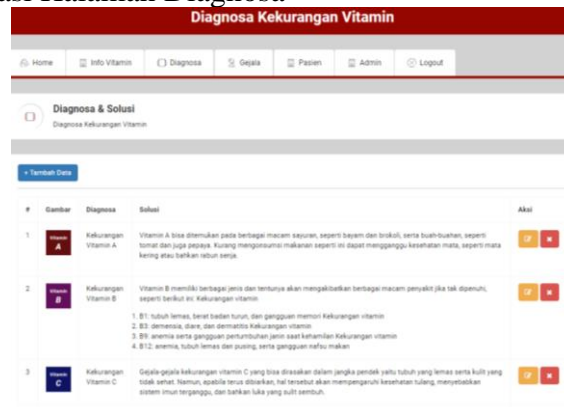 asi Halaman Diagnosa
Diagnosa Kekurangan Vitamin
Home Info Vitamin Diagnosa Gejala Pasien Admin Logout
Diagnosa & Solusi
Diagnosa Kekurangan Vitamin
+ Tambah Data
# Gambar Diagnosa Solusi Aksi
1 Vitamin A Kekurangan Vitamin A
Vitamin A bisa ditemukan pada berbagai macam sayuran, seperti bayam dan brokoli, serta buah-buahan, seperti
tomat dan juga pepaya. Kurang mengonsumsi makanan seperti ini dapat mengganggu kesehatan mata, seperti mata
kering atau bahkan rabun senja.
2 Vitamin B Kekurangan Vitamin B
Vitamin B memiliki berbagai jenis dan tentunya akan mengakibatkan berbagai macam penyakit jika tak dipenuhi,
seperti berikut ini: Kekurangan vitamin
1. B1: tubuh lemas, berat badan turun, dan gangguan memori Kekurangan vitamin
2. B3: demensia, diare, dan dermatitis Kekurangan vitamin
3. B9: anemia dan gangguan pertumbuhan janin saat kehamilan Kekurangan vitamin
4. B12: anemia, tubuh lemas dan pusing, serta gangguan nafsu makan
3 Vitamin C Kekurangan Vitamin C
Gejala-gejala kekurangan vitamin C yang bisa dirasakan dalam jangka pendek yaitu tubuh yang lemas serta kulit yang
tidak sehat. Namun, apabila terus dibiarkan, hal tersebut akan mempengaruhi kesehatan tulang, menyebabkan
sistem imun terganggu, dan bahkan luka yang sulit sembuh.